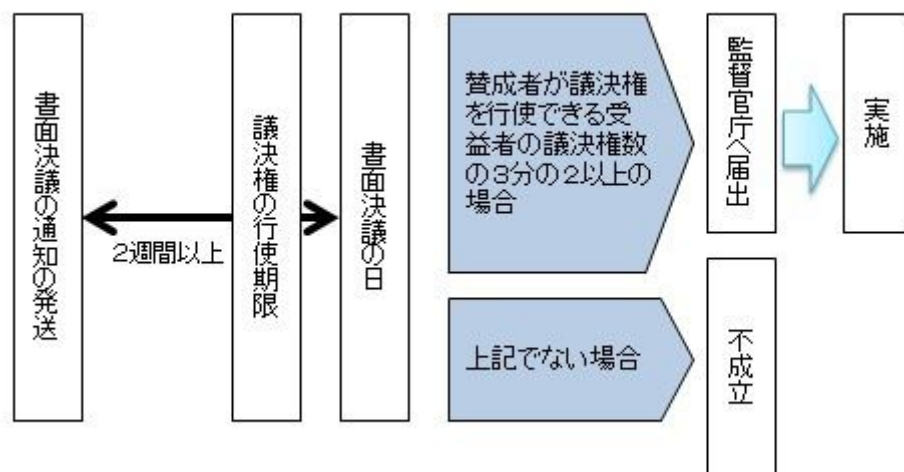 書面決議の通知の発送
2週間以上
議決権の行使期限
書面決議の日
賛成者が議決権
を行使できる受
益者の議決権数
の3分の2以上の
場合
監督官庁へ届出
実施
上記でない場合
不成立